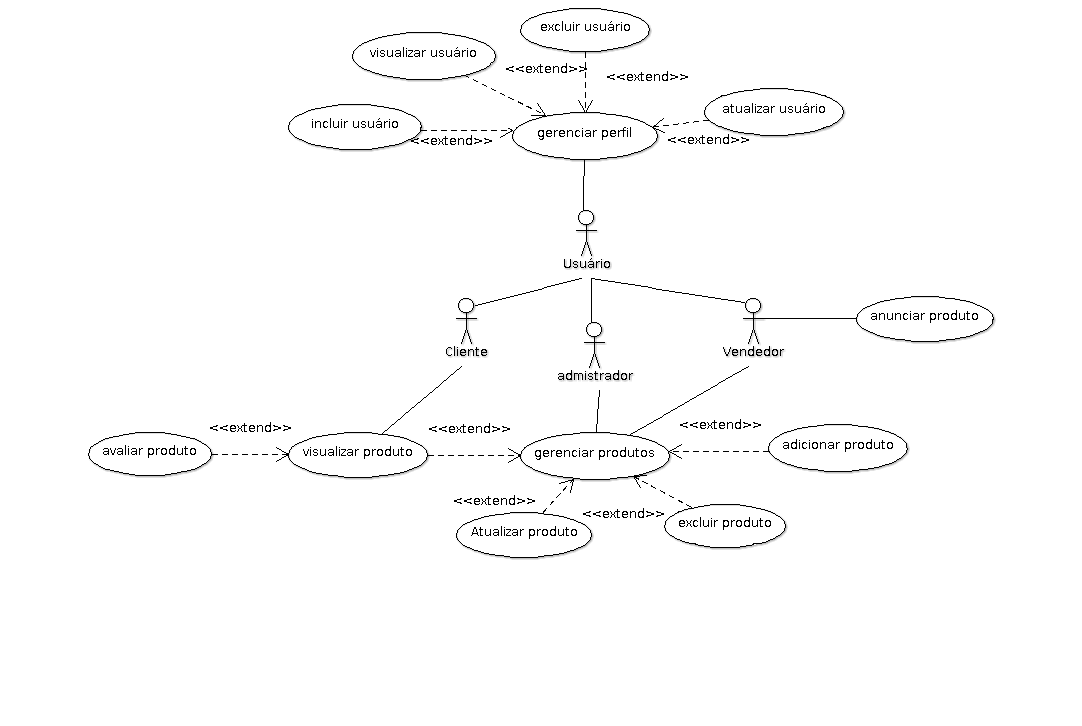 excluir usuário
visualizar usuário
<<extend>>
<<extend>>
atualizar usuário
incluir usuário
gerenciar perfil
<<extend>>
<<extend>>
Usuário
anunciar produto
Cliente
Vendedor
admistrador
<<extend>>
<<extend>>
<<extend>>
avaliar produto
visualizar produto
gerenciar produtos
adicionar produto
<<extend>>
<<extend>>
Atualizar produto
excluir produto